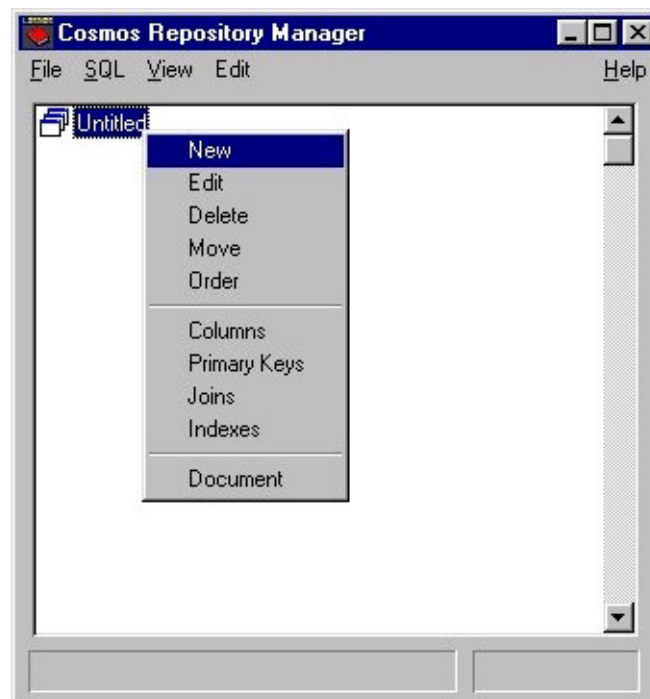 Cosmos Repository Manager
File SQL View Edit Help
Untitled
New
Edit
Delete
Move
Order
Columns
Primary Keys
Joins
Indexes
Document